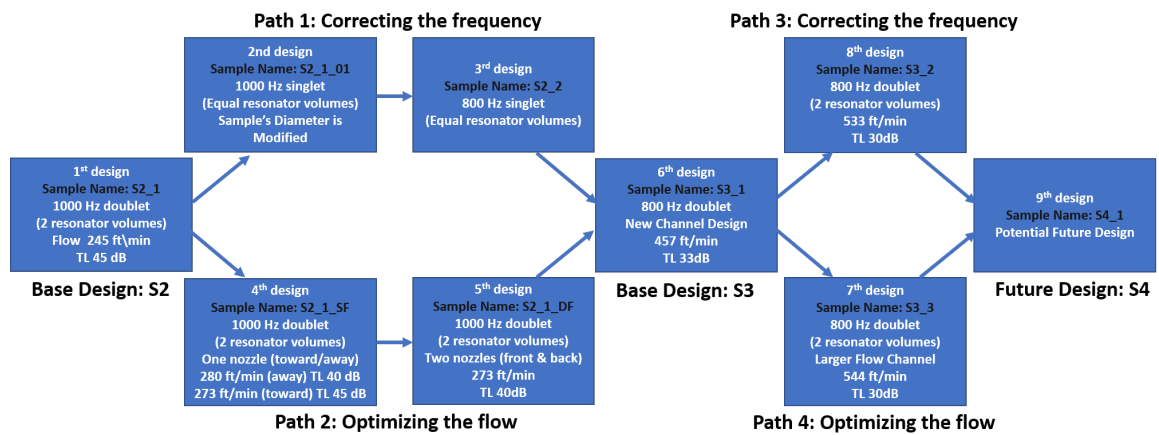 Path 1: Correcting the frequency
2nd design
Sample Name: S2_1_01
1000 Hz singlet
(Equal resonator volumes)
Sample's Diameter is
Modified
3rd design
Sample Name: S2_2
800 Hz singlet
(Equal resonator volumes)
1st design
Sample Name: S2_1
1000 Hz doublet
(2 resonator volumes)
Flow 245 ft\min
TL 45 dB
Base Design: S2
4th design
Sample Name: S2_1_SF
1000 Hz doublet
(2 resonator volumes)
One nozzle (toward/away)
280 ft/min (away) TL 40 dB
273 ft/min (toward) TL 45 dB
5th design
Sample Name: S2_1_DF
1000 Hz doublet
(2 resonator volumes)
Two nozzles (front & back)
273 ft/min
TL 40dB
Path 2: Optimizing the flow
6th design
Sample Name: S3_1
800 Hz doublet
New Channel Design
457 ft/min
TL 33dB
Base Design: S3
Path 3: Correcting the frequency
8th design
Sample Name: S3_2
800 Hz doublet
(2 resonator volumes)
533 ft/min
TL 30dB
7th design
Sample Name: S3_3
800 Hz doublet
(2 resonator volumes)
Larger Flow Channel
544 ft/min
TL 30dB
Path 4: Optimizing the flow
9th design
Sample Name: S4_1
Potential Future Design
Future Design: S4